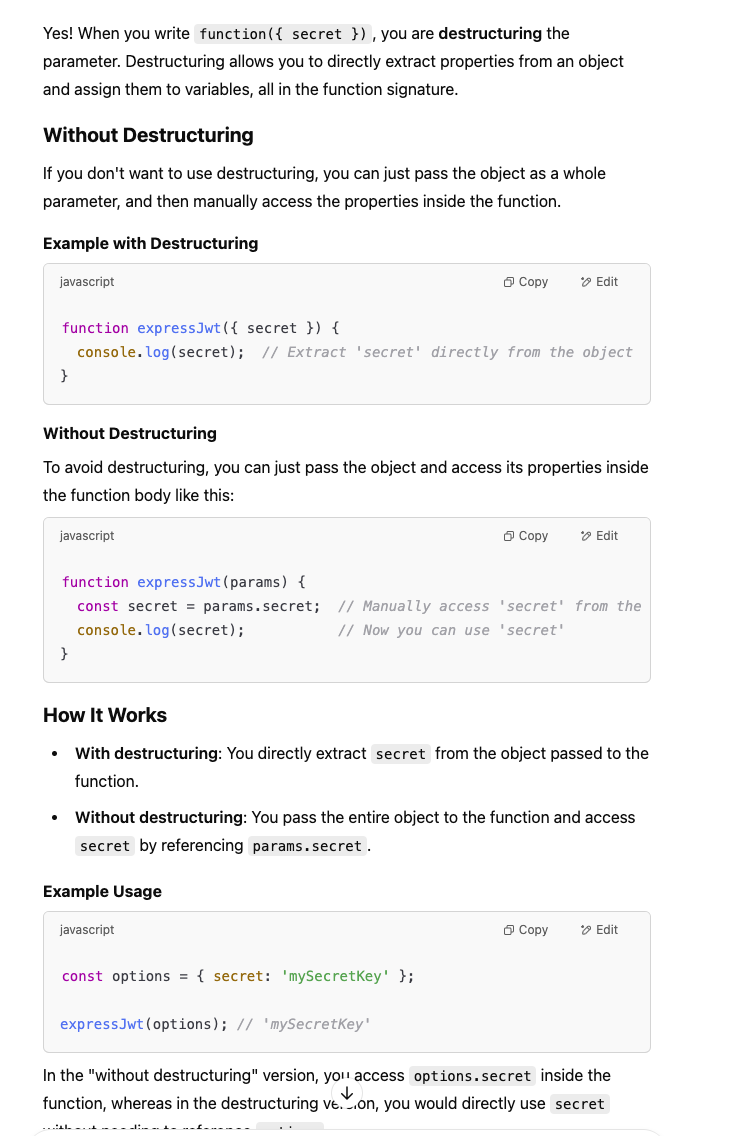 Yes! When you write function({ secret }), you are destructuring the
parameter. Destructuring allows you to directly extract properties from an object
and assign them to variables, all in the function signature.
Without Destructuring
If you don't want to use destructuring, you can just pass the object as a whole
parameter, and then manually access the properties inside the function.
Example with Destructuring
javascript Copy Edit
function expressJwt({ secret }) {
  console.log(secret);  // Extract 'secret' directly from the object
}
Without Destructuring
To avoid destructuring, you can just pass the object and access its properties inside
the function body like this:
javascript Copy Edit
function expressJwt(params) {
  const secret = params.secret;  // Manually access 'secret' from the
  console.log(secret);           // Now you can use 'secret'
}
How It Works
• With destructuring: You directly extract secret from the object passed to the
function.
• Without destructuring: You pass the entire object to the function and access
secret by referencing params.secret.
Example Usage
javascript Copy Edit
const options = { secret: 'mySecretKey' };
expressJwt(options); // 'mySecretKey'
In the "without destructuring" version, you access options.secret inside the
function, whereas in the destructuring version, you would directly use secret
without needing to reference